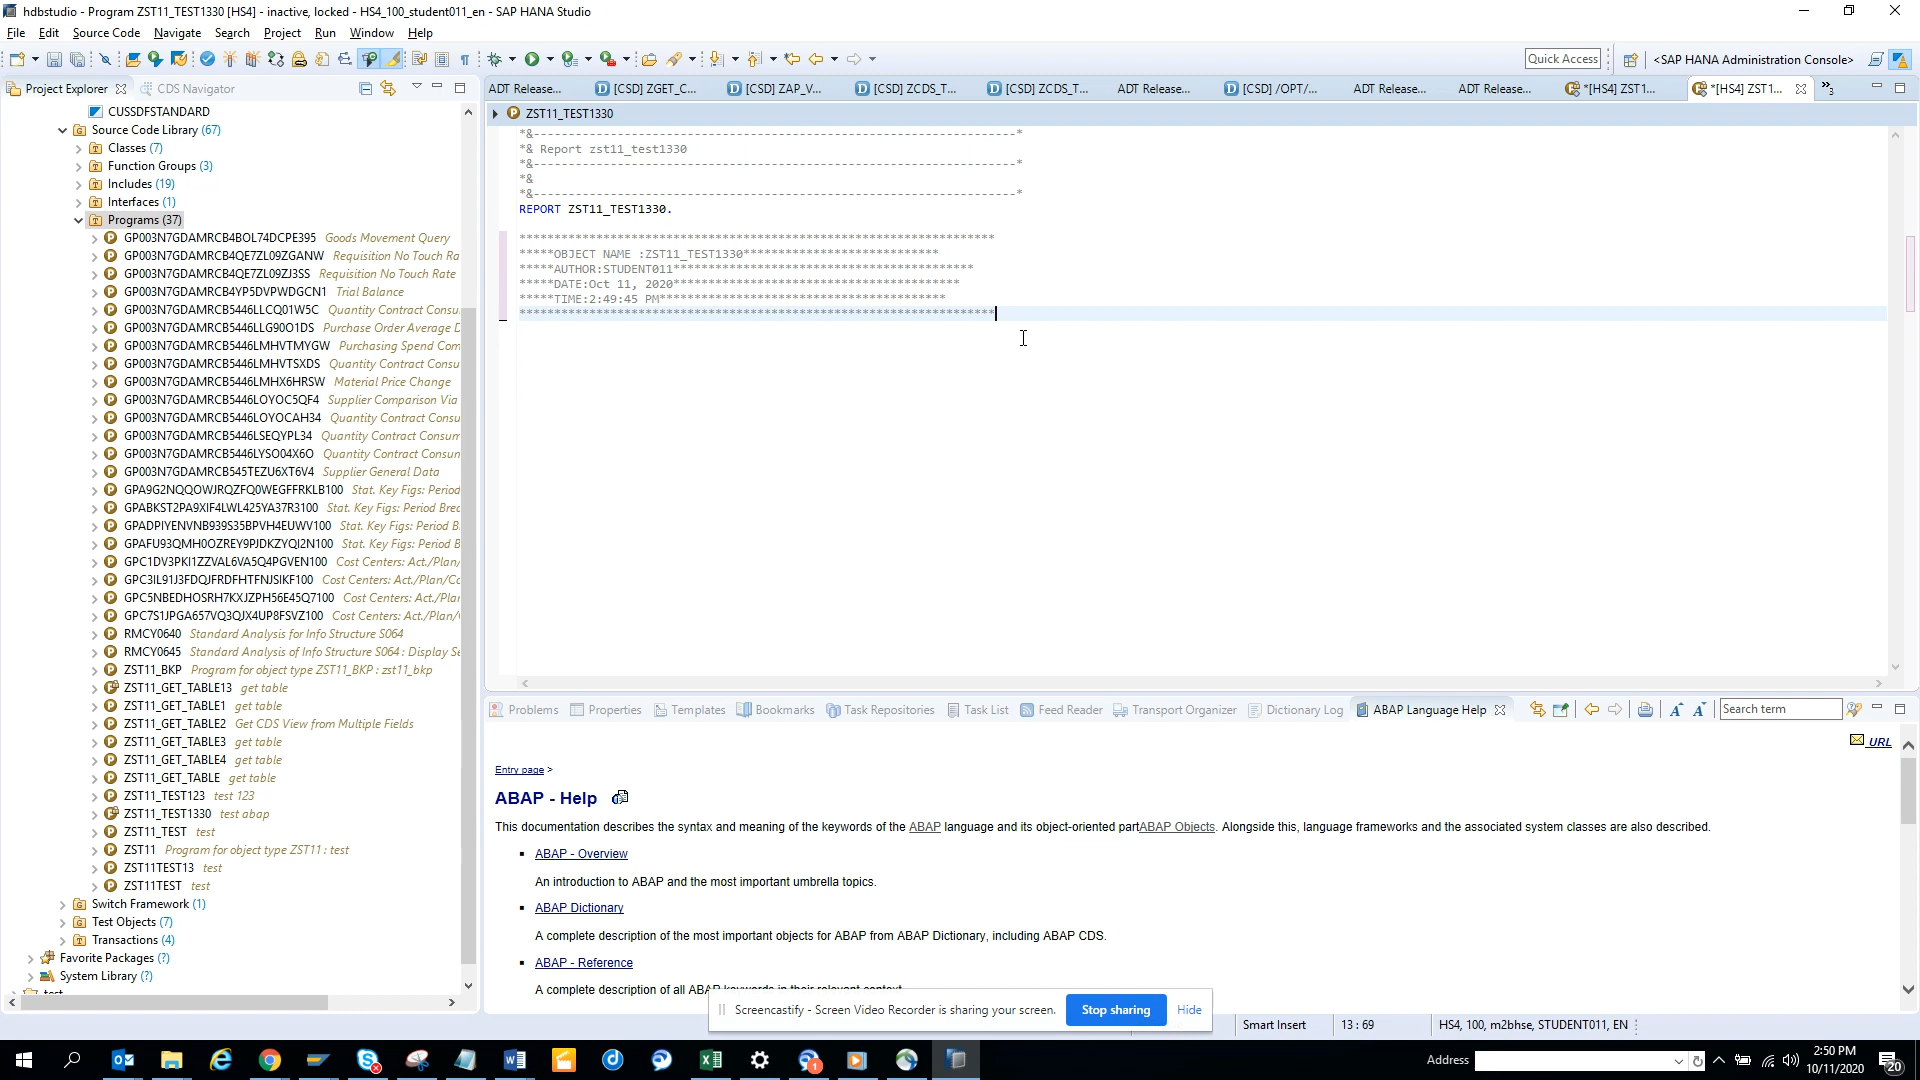 hdbstudio - Program ZST11_TEST1330 [HS4] - inactive, locked - HS4_100_student011_en - SAP HANA Studio
File Edit Source Code Navigate Search Project Run Window Help
Quick Access <SAP HANA Administration Console>
Project Explorer CDS Navigator
ADT Release... [CSD] ZGET_C... [CSD] ZAP_V... [CSD] ZCDS_T... [CSD] ZCDS_T... ADT Release... [CSD] /OPT/... ADT Release... ADT Release... *[HS4] ZST1... *[HS4] ZST1... »3
CUSSDFSTANDARD
Source Code Library (67)
Classes (7)
Function Groups (3)
Includes (19)
Interfaces (1)
Programs (37)
GP003N7GDAMRCB4BOL74DCPE395 Goods Movement Query
GP003N7GDAMRCB4QE7ZL09ZGANW Requisition No Touch Ra
GP003N7GDAMRCB4QE7ZL09ZJ3SS Requisition No Touch Rate
GP003N7GDAMRCB4YP5DVPWDGCN1 Trial Balance
GP003N7GDAMRCB5446LLCQ01W5C Quantity Contract Cons
GP003N7GDAMRCB5446LLG90O1DS Purchase Order Average D
GP003N7GDAMRCB5446LMHVTMYGW Purchasing Spend Com
GP003N7GDAMRCB5446LMHVTSXDS Quantity Contract Consu
GP003N7GDAMRCB5446LMHX6HRSW Material Price Change
GP003N7GDAMRCB5446LOYOC5QF4 Supplier Comparison Via
GP003N7GDAMRCB5446LOYOCAH34 Quantity Contract Consu
GP003N7GDAMRCB5446LSEQYPL34 Quantity Contract Consum
GP003N7GDAMRCB5446LYSO04X6O Quantity Contract Consun
GP003N7GDAMRCB545TEZU6XT6V4 Supplier General Data
GPA9G2NQQOWJRQZFQ0WEGFFRKLB100 Stat. Key Figs: Period
GPABKST2PA9XIF4LWL425YA37R3100 Stat. Key Figs: Period Brec
GPADPIYENVNB939S35BPVH4EUWV100 Stat. Key Figs: Period B
GPAFU93QMH0OZREY9PJDKZYQI2N100 Stat. Key Figs: Period B
GPC1DV3PKI1ZZVAL6VA5Q4PGVEN100 Cost Centers: Act./Plan/
GPC3IL91J3FDQJFRDFHTFNJSIKF100 Cost Centers: Act./Plan/Co
GPC5NBEDHOSRH7KXJZPH56E45Q7100 Cost Centers: Act./Plar
GPC7S1JPGA657VQ3QJX4UP8FSVZ100 Cost Centers: Act./Plan/
RMCY0640 Standard Analysis for Info Structure S064
RMCY0645 Standard Analysis of Info Structure S064 : Display Se
ZST11_BKP Program for object type ZST11_BKP : zst11_bkp
ZST11_GET_TABLE13 get table
ZST11_GET_TABLE1 get table
ZST11_GET_TABLE2 Get CDS View from Multiple Fields
ZST11_GET_TABLE3 get table
ZST11_GET_TABLE4 get table
ZST11_GET_TABLE get table
ZST11_TEST123 test 123
ZST11_TEST1330 test abap
ZST11_TEST test
ZST11 Program for object type ZST11 : test
ZST11TEST13 test
ZST11TEST test
Switch Framework (1)
Test Objects (7)
Transactions (4)
Favorite Packages (?)
System Library (?)
test
ZST11_TEST1330
*&---------------------------------------------------------------------*
*& Report zst11_test1330
*&---------------------------------------------------------------------*
*&
*&---------------------------------------------------------------------*
REPORT ZST11_TEST1330.
********************************************************************
*****OBJECT NAME :ZST11_TEST1330****************************
*****AUTHOR:STUDENT011*******************************************
*****DATE:Oct 11, 2020*****************************************
*****TIME:2:49:45 PM*****************************************
********************************************************************
Problems Properties Templates Bookmarks Task Repositories Task List Feed Reader Transport Organizer Dictionary Log ABAP Language Help Search term
URL
Entry page >
ABAP - Help
This documentation describes the syntax and meaning of the keywords of the ABAP language and its object-oriented partABAP Objects. Alongside this, language frameworks and the associated system classes are also described.
ABAP - Overview
An introduction to ABAP and the most important umbrella topics.
ABAP Dictionary
A complete description of the most important objects for ABAP from ABAP Dictionary, including ABAP CDS.
ABAP - Reference
A complete description of all ABAP keywords in their relevant context.
Screencastify - Screen Video Recorder is sharing your screen. Stop sharing Hide
Smart Insert 13 : 69 HS4, 100, m2bhse, STUDENT011, EN
Address 2:50 PM
10/11/2020
20